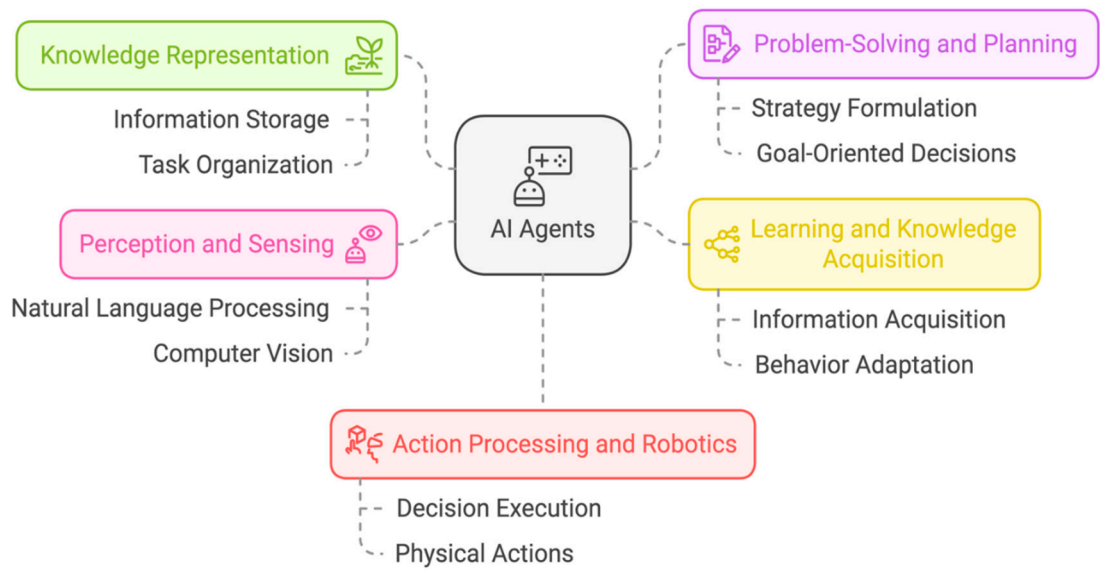 Knowledge Representation
Information Storage
Task Organization
Perception and Sensing
Natural Language Processing
Computer Vision
AI Agents
Problem-Solving and Planning
Strategy Formulation
Goal-Oriented Decisions
Learning and Knowledge
Acquisition
Information Acquisition
Behavior Adaptation
Action Processing and Robotics
Decision Execution
Physical Actions